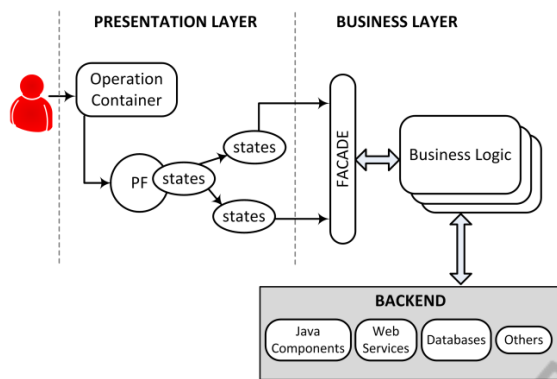 PRESENTATION LAYER
BUSINESS LAYER
Operation
Container
PF
states
states
states
FACADE
Business Logic
BACKEND
Java
Components
Web
Services
Databases
Others